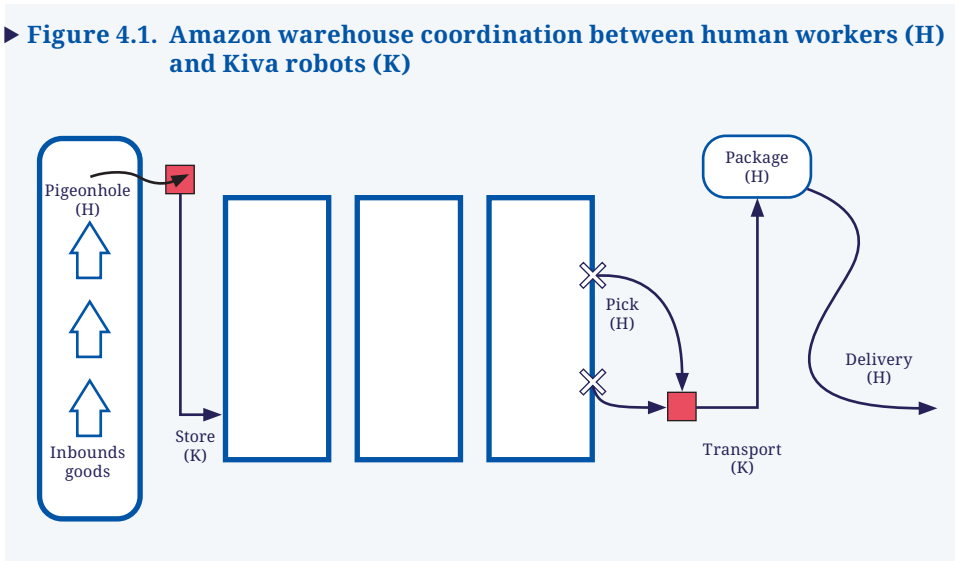 Figure 4.1. Amazon warehouse coordination between human workers (H)
and Kiva robots (K)
Pigeonhole
(H)
Inbounds
goods
Store
(K)
Pick
(H)
Transport
(K)
Package
(H)
Delivery
(H)